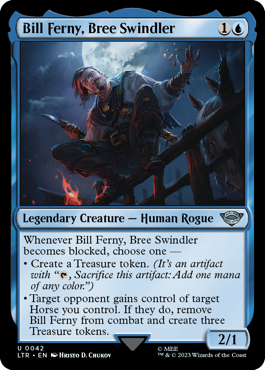 Bill Ferny, Bree Swindler 1
Legendary Creature — Human Rogue
Whenever Bill Ferny, Bree Swindler
becomes blocked, choose one —
• Create a Treasure token. (It's an artifact
with “, Sacrifice this artifact: Add one mana
of any color.”)
• Target opponent gains control of target
Horse you control. If they do, remove
Bill Ferny from combat and create three
Treasure tokens.
2/1
U 0042
LTR • EN HRISTO D. CHUKOV
© MEE
™ & © 2023 Wizards of the Coast